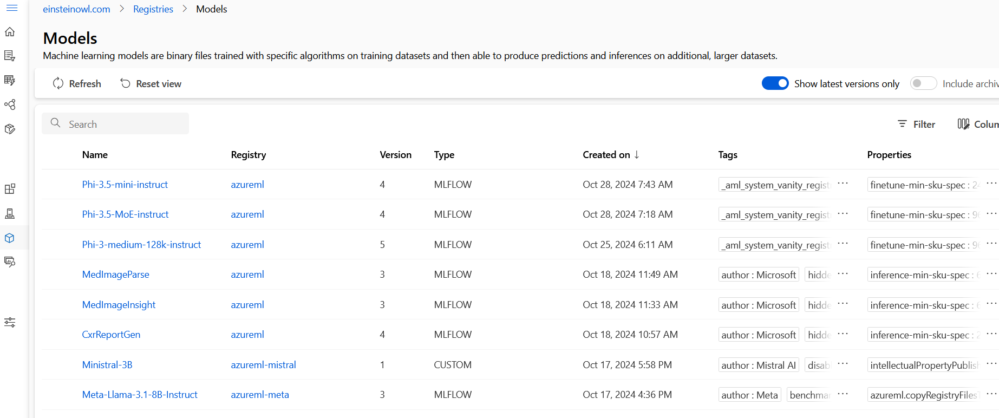 einsteinowl.com > Registries > Models
Models
Machine learning models are binary files trained with specific algorithms on training datasets and then able to produce predictions and inferences on additional, larger datasets.
Refresh Reset view Show latest versions only Include
Search Filter
Name Registry Version Type Created on ↓ Tags Properties
Phi-3.5-mini-instruct azureml 4 MLFLOW Oct 28, 2024 7:43 AM _aml_system_vanity_regist ··· finetune-min-sku-spec : 24 ···
Phi-3.5-MoE-instruct azureml 4 MLFLOW Oct 28, 2024 7:18 AM _aml_system_vanity_regist ··· finetune-min-sku-spec : 96 ···
Phi-3-medium-128k-instruct azureml 5 MLFLOW Oct 25, 2024 6:11 AM _aml_system_vanity_regist ··· finetune-min-sku-spec : 96 ···
MedImageParse azureml 3 MLFLOW Oct 18, 2024 11:49 AM author : Microsoft hidde ··· inference-min-sku-spec : 6 ···
MedImageInsight azureml 3 MLFLOW Oct 18, 2024 11:33 AM author : Microsoft hidde ··· inference-min-sku-spec : 6 ···
CxrReportGen azureml 4 MLFLOW Oct 18, 2024 10:57 AM author : Microsoft hidde ··· inference-min-sku-spec : 2 ···
Ministral-3B azureml-mistral 1 CUSTOM Oct 17, 2024 5:58 PM author : Mistral AI disab ··· intellectualPropertyPublish ···
Meta-Llama-3.1-8B-Instruct azureml-meta 3 MLFLOW Oct 17, 2024 4:36 PM author : Meta benchmar ··· azureml.copyRegistryFiles ···